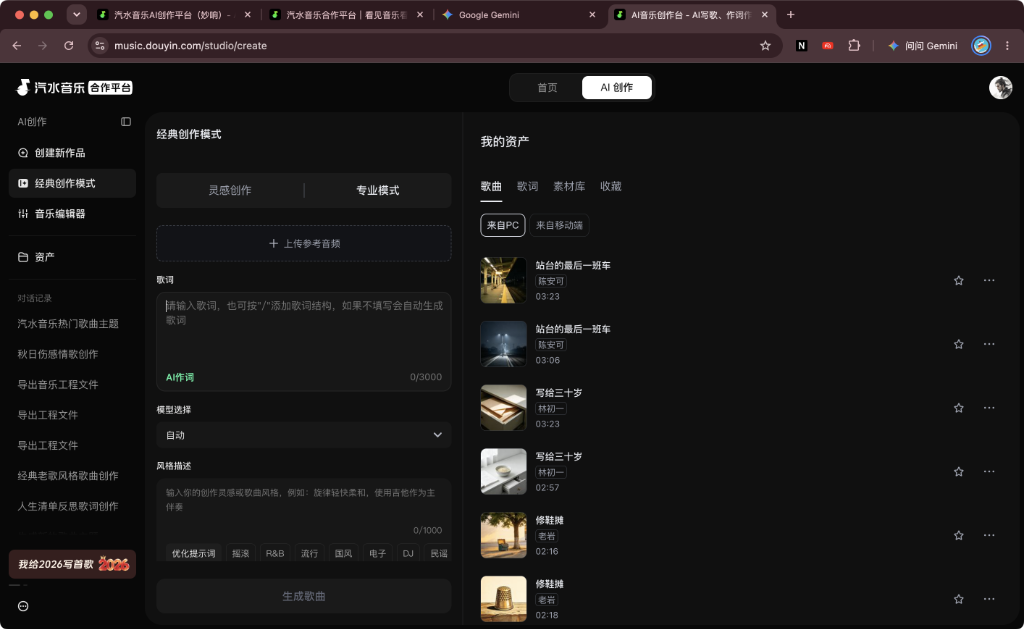 汽水音乐AI创作平台（妙响）-
汽水音乐合作平台｜看见音乐看
Google Gemini
AI音乐创作台 - AI写歌、作词作
music.douyin.com/studio/create
问问 Gemini
汽水音乐 合作平台
首页
AI 创作
AI创作
创建新作品
经典创作模式
音乐编辑器
资产
对话记录
汽水音乐热门歌曲主题
秋日伤感情歌创作
导出音乐工程文件
导出工程文件
导出工程文件
经典老歌风格歌曲创作
人生清单反思歌词创作
我给2026写首歌 2026
经典创作模式
灵感创作
专业模式
上传参考音频
歌词
请输入歌词，也可按"/"添加歌词结构，如果不填写会自动生成
歌词
AI作词
0/3000
模型选择
自动
风格描述
输入你的创作灵感或歌曲风格，例如：旋律轻快柔和，使用吉他作为主
伴奏
0/1000
优化提示词
摇滚
R&B
流行
国风
电子
DJ
民谣
生成歌曲
我的资产
歌曲
歌词
素材库
收藏
来自PC
来自移动端
站台的最后一班车
陈安可
03:23
站台的最后一班车
陈安可
03:06
写给三十岁
林初一
03:23
写给三十岁
林初一
02:57
修鞋摊
老岩
02:16
修鞋摊
老岩
02:18